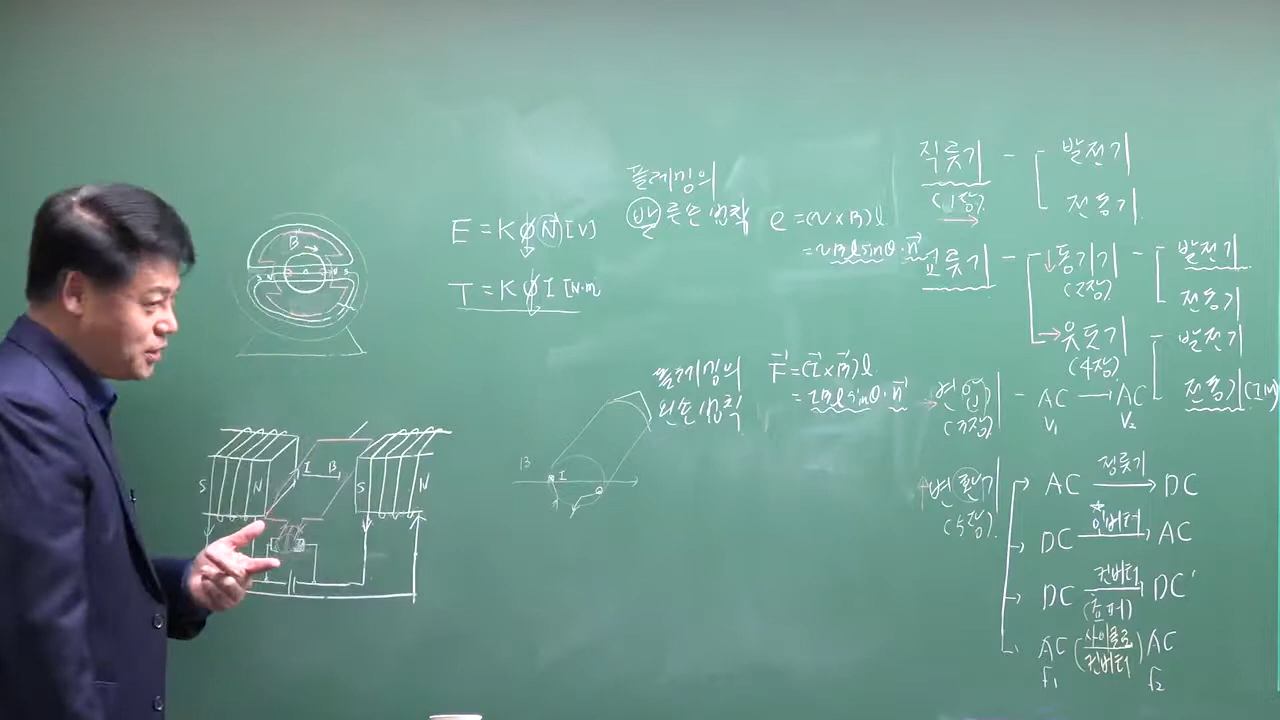 E = KΦN [V]
T = KΦI [N·m]
플레밍의
발 른손 법칙
e = (v × B)l
= vBlsinθ · n
플레밍의
왼손 법칙
F = (I × B)l
= IBl sinθ · n
직류기 - 발전기
(1장)
전동기
교류기 - 동기기 - 발전기
(2장)
전동기
유도기
(4장)
발전기
전동기 (IM)
변압기 - AC → AC
(3장)
V₁ V₂
변환기
(5장)
AC 정류기 → DC
DC 인버터 → AC
DC 컨버터 → DC'
(초퍼)
AC (사이클로 컨버터) AC
f₁ f₂
B
S N I B S N
B I